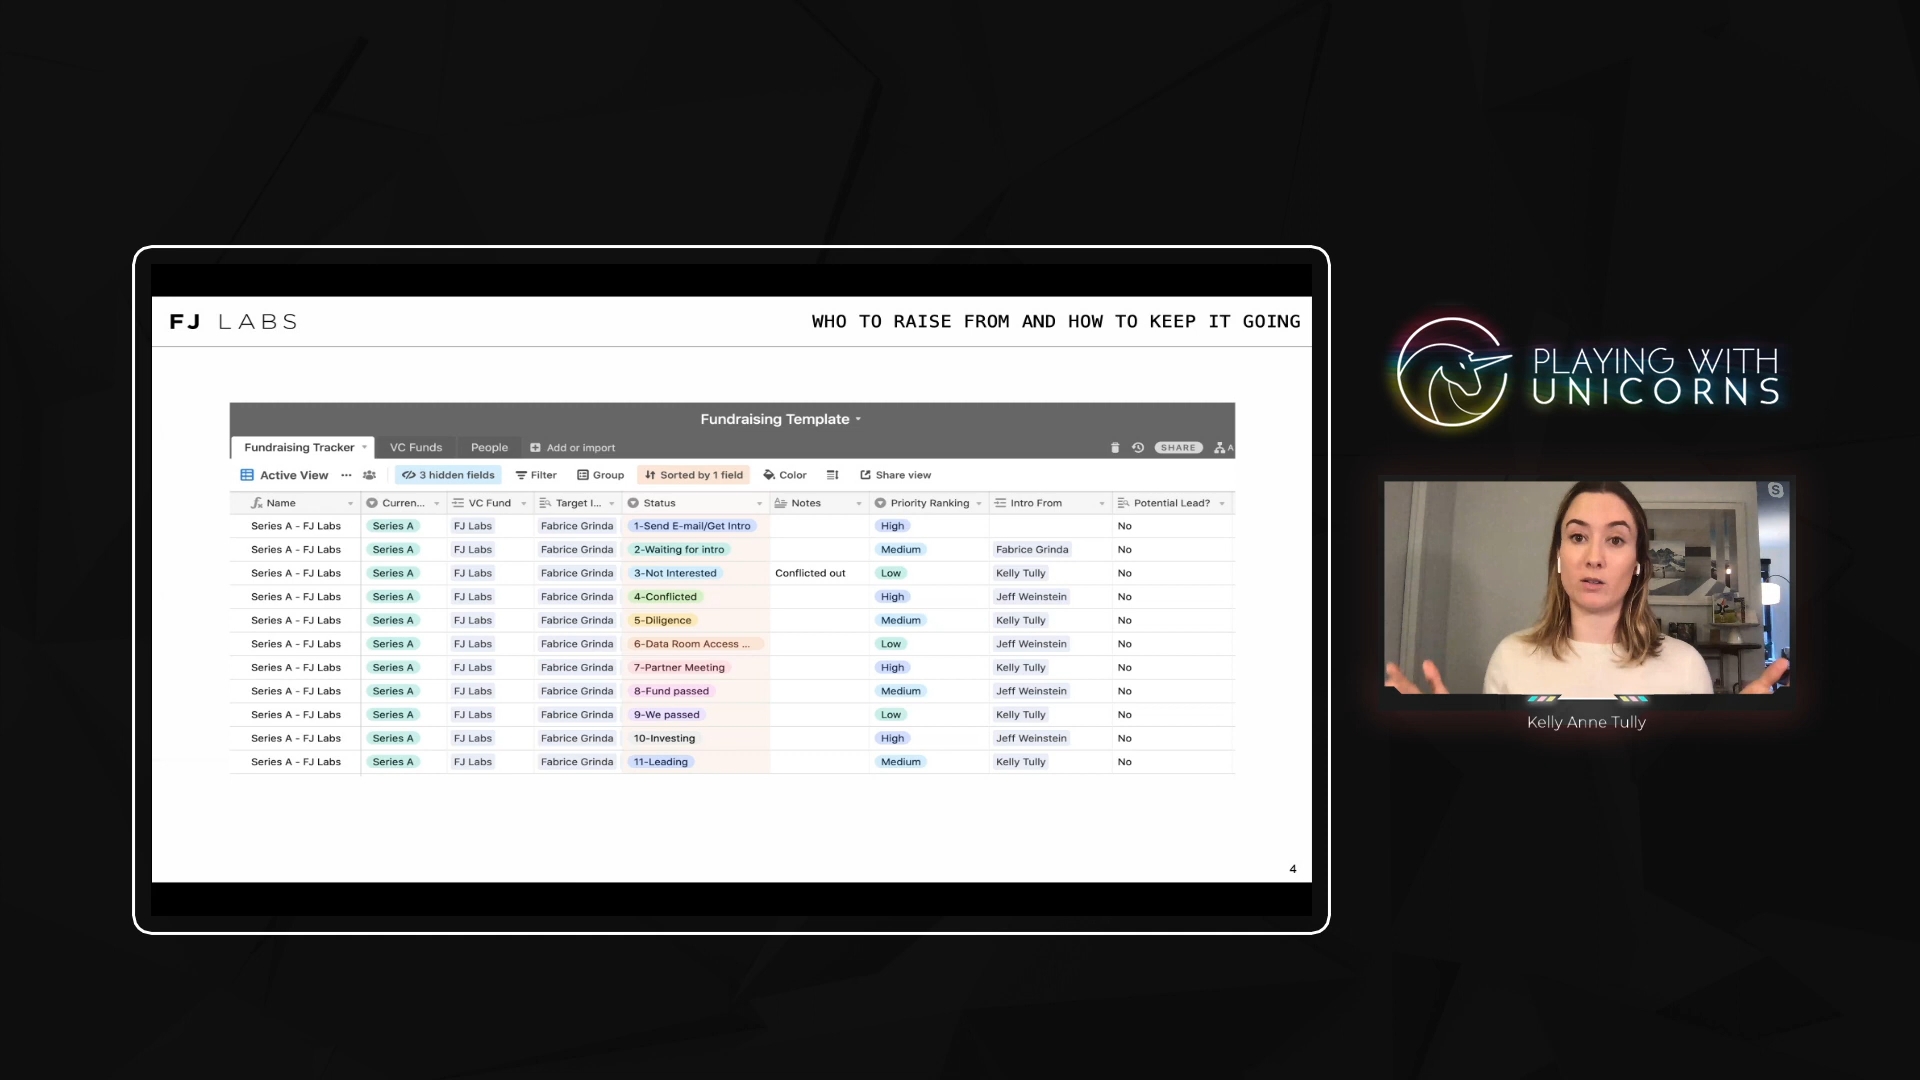 FJ LABS
WHO TO RAISE FROM AND HOW TO KEEP IT GOING
Fundraising Template
Fundraising Tracker VC Funds People Add or import SHARE A
Active View ... 3 hidden fields Filter Group Sorted by 1 field Color Share view
Name Curren... VC Fund Target I... Status Notes Priority Ranking Intro From Potential Lead?
Series A - FJ Labs Series A FJ Labs Fabrice Grinda 1-Send E-mail/Get Intro High No
Series A - FJ Labs Series A FJ Labs Fabrice Grinda 2-Waiting for intro Medium Fabrice Grinda No
Series A - FJ Labs Series A FJ Labs Fabrice Grinda 3-Not Interested Conflicted out Low Kelly Tully No
Series A - FJ Labs Series A FJ Labs Fabrice Grinda 4-Conflicted High Jeff Weinstein No
Series A - FJ Labs Series A FJ Labs Fabrice Grinda 5-Diligence Medium Kelly Tully No
Series A - FJ Labs Series A FJ Labs Fabrice Grinda 6-Data Room Access ... Low Jeff Weinstein No
Series A - FJ Labs Series A FJ Labs Fabrice Grinda 7-Partner Meeting High Kelly Tully No
Series A - FJ Labs Series A FJ Labs Fabrice Grinda 8-Fund passed Medium Jeff Weinstein No
Series A - FJ Labs Series A FJ Labs Fabrice Grinda 9-We passed Low Kelly Tully No
Series A - FJ Labs Series A FJ Labs Fabrice Grinda 10-Investing High Jeff Weinstein No
Series A - FJ Labs Series A FJ Labs Fabrice Grinda 11-Leading Medium Kelly Tully No
4
PLAYING WITH
UNICORNS
Kelly Anne Tully